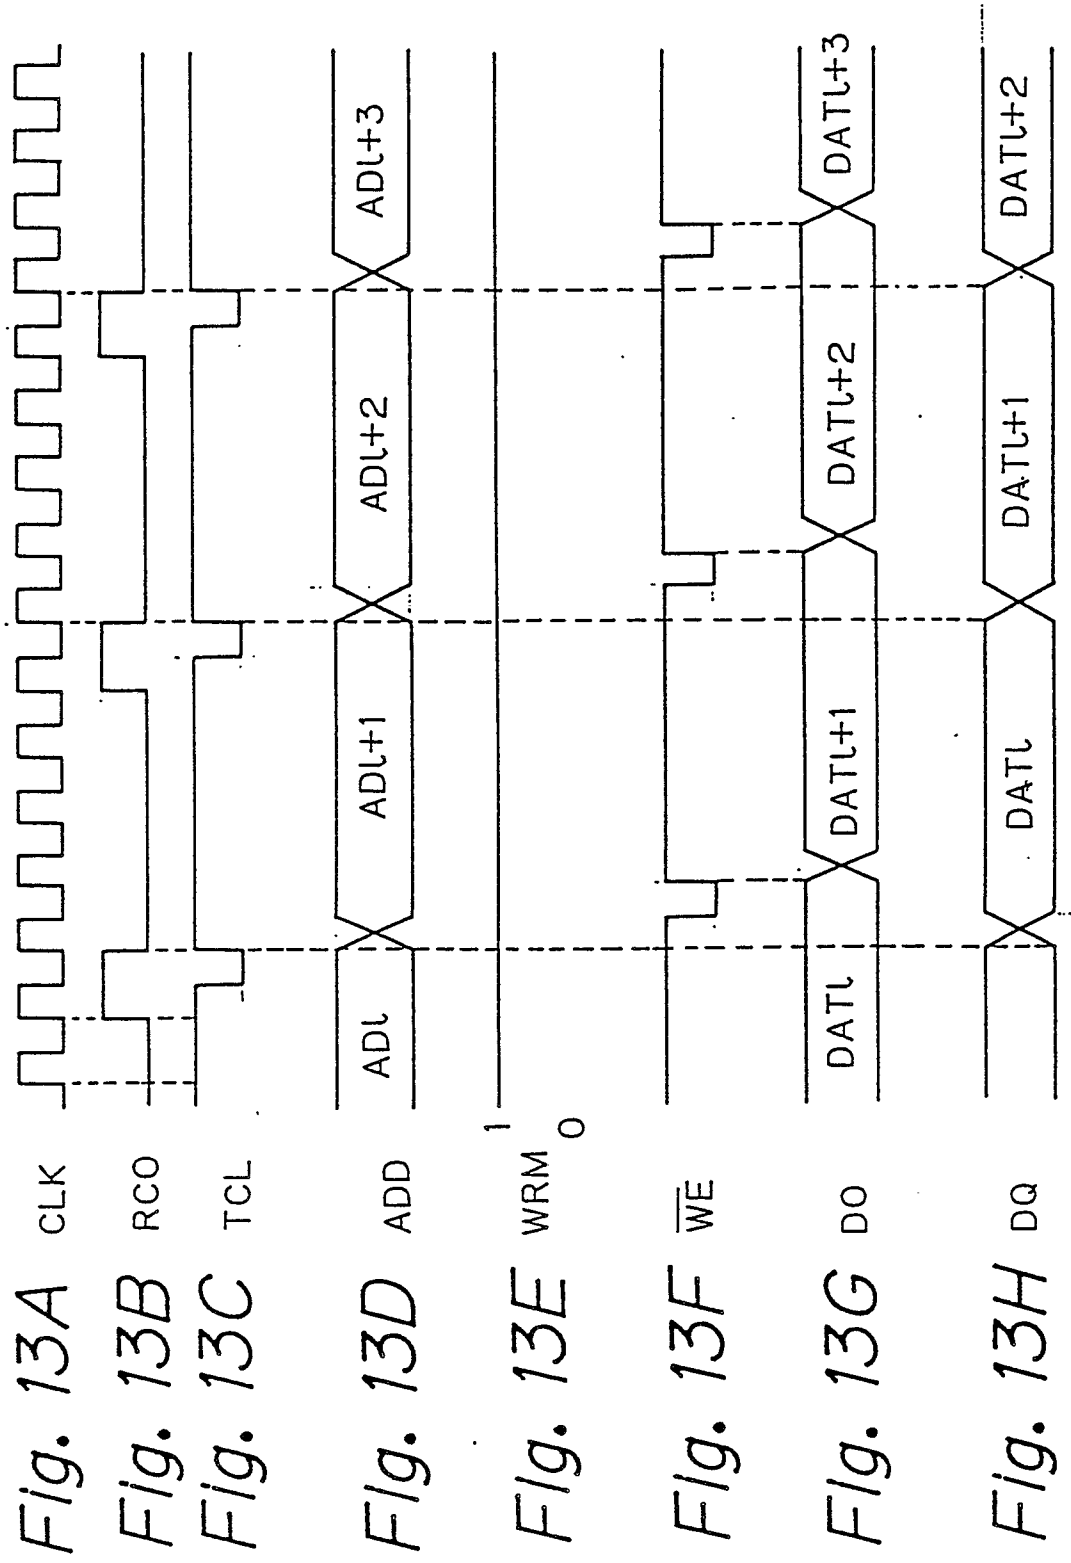 Fig. 13A CLK
Fig. 13B RCO
Fig. 13C TCL
Fig. 13D ADD ADl ADl+1 ADl+2 ADl+3
Fig. 13E WRM 1 0
Fig. 13F W̅E̅
Fig. 13G DO DATl DATl+1 DATl+2 DATl+3
Fig. 13H DQ DATl DATl+1 DATl+2